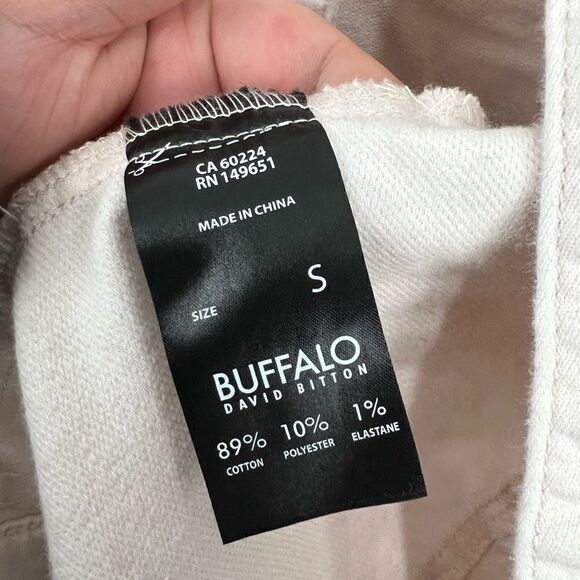 CA 60224
RN 149651
MADE IN CHINA
SIZE S
BUFFALO
DAVID BITTON
89% 10% 1%
COTTON POLYESTER ELASTANE